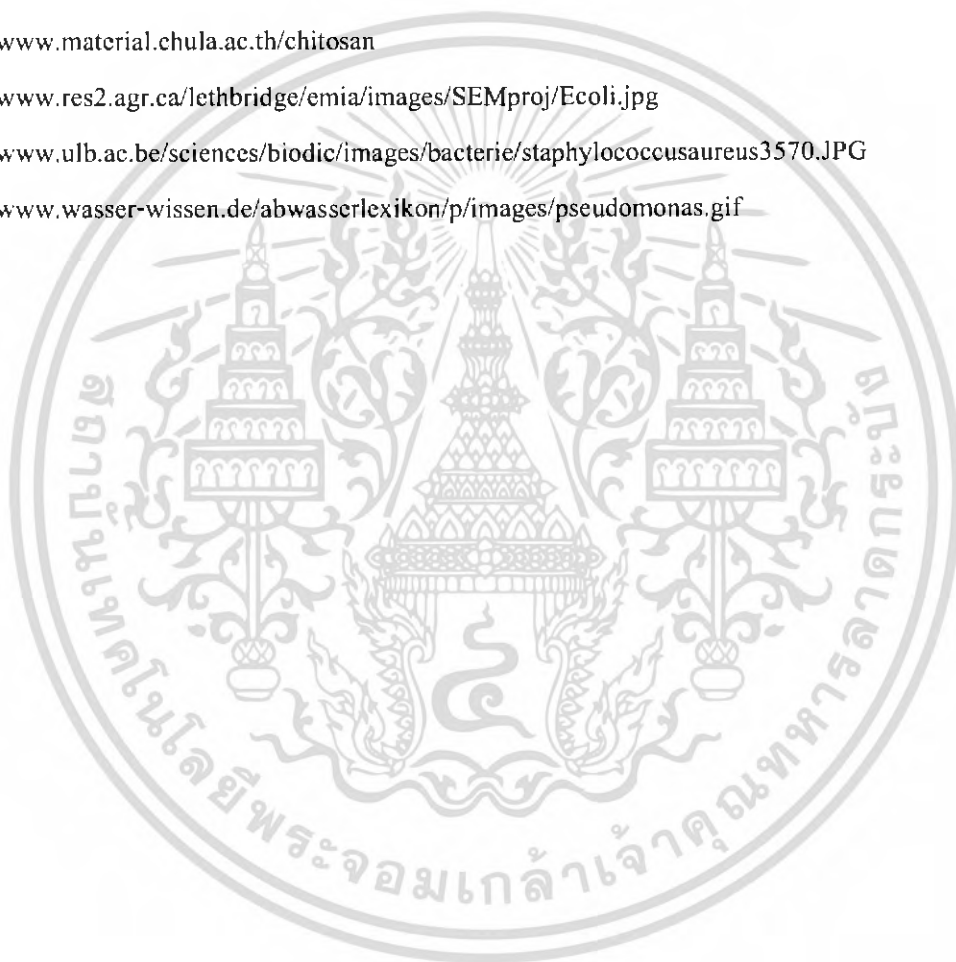 www.material.chula.ac.th/chitosan
www.res2.agr.ca/lethbridge/emia/images/SEMproj/Ecoli.jpg
www.ulb.ac.be/sciences/biodic/images/bacterie/staphylococcusaureus3570.JPG
www.wasser-wissen.de/abwasserlexikon/p/images/pseudomonas.gif
สถาบันเทคโนโลยีพระจอมเกล้าเจ้าคุณทหารลาดกระบัง